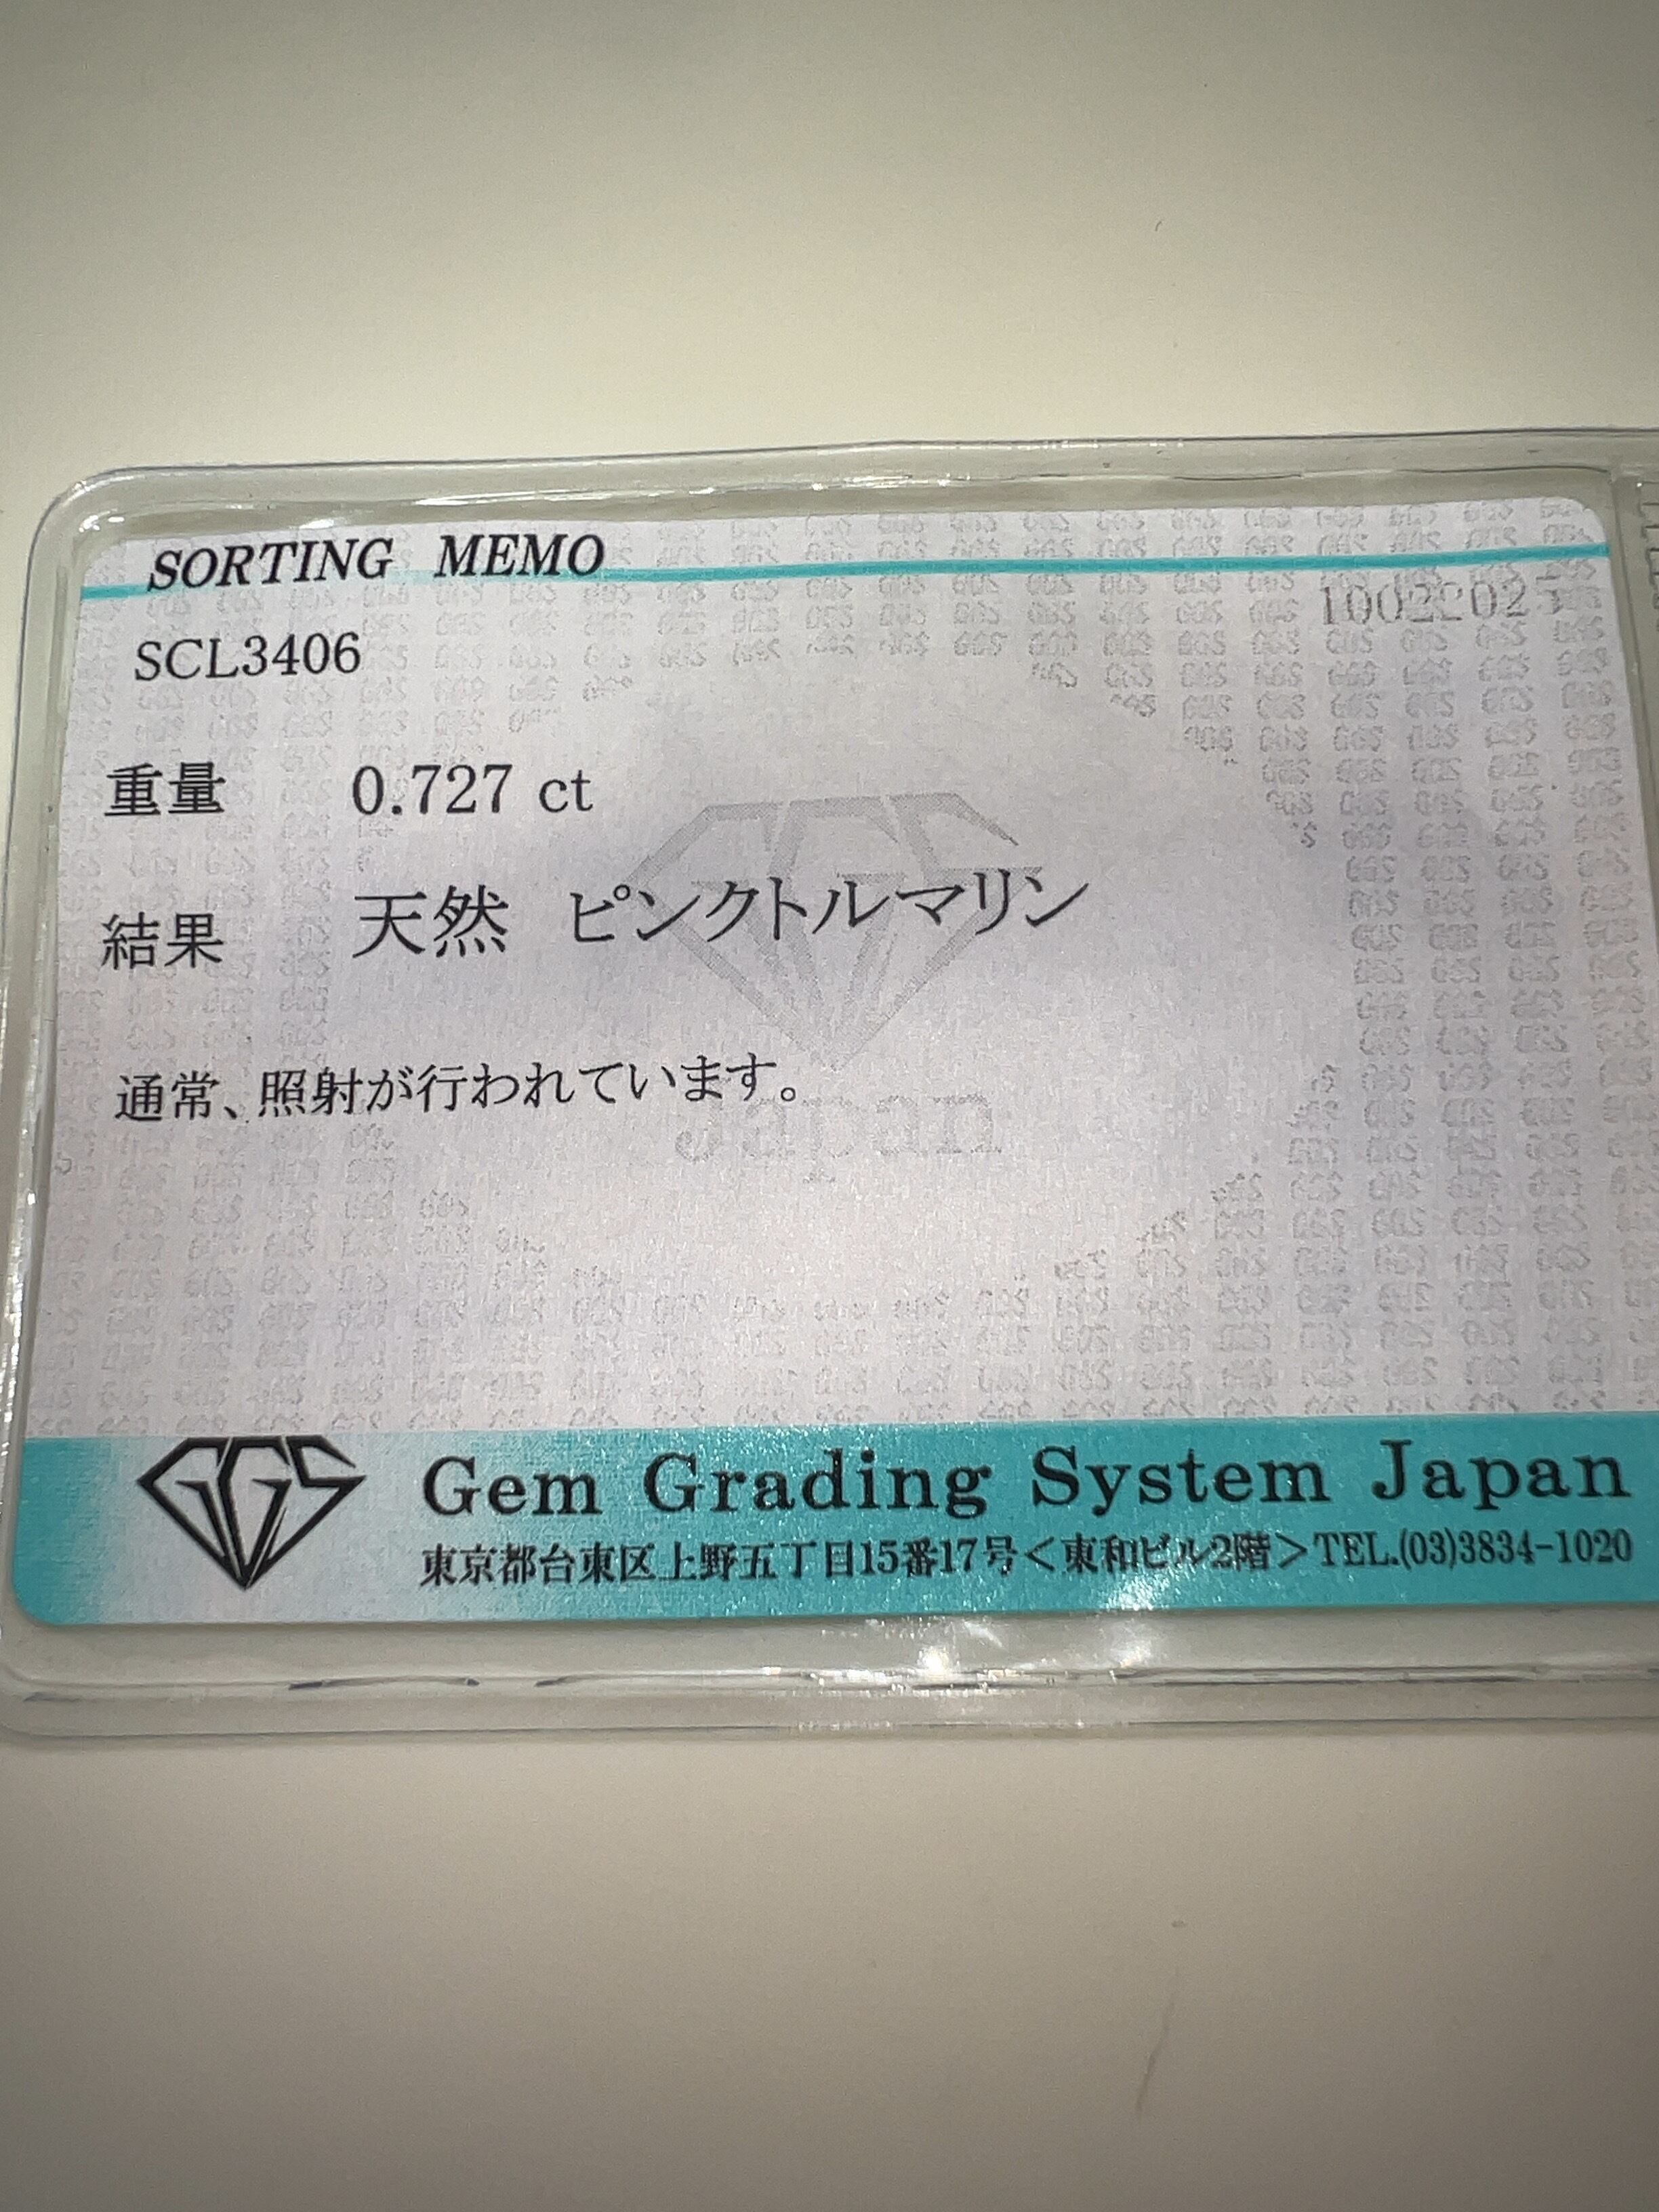 SORTING MEMO
SCL3406
重量 0.727 ct
結果 天然 ピンクトルマリン
通常、照射が行われています。
GGS
Japan
GGS
Gem Grading System Japan
東京都台東区上野五丁目15番17号＜東和ビル2階＞TEL.(03)3834-1020